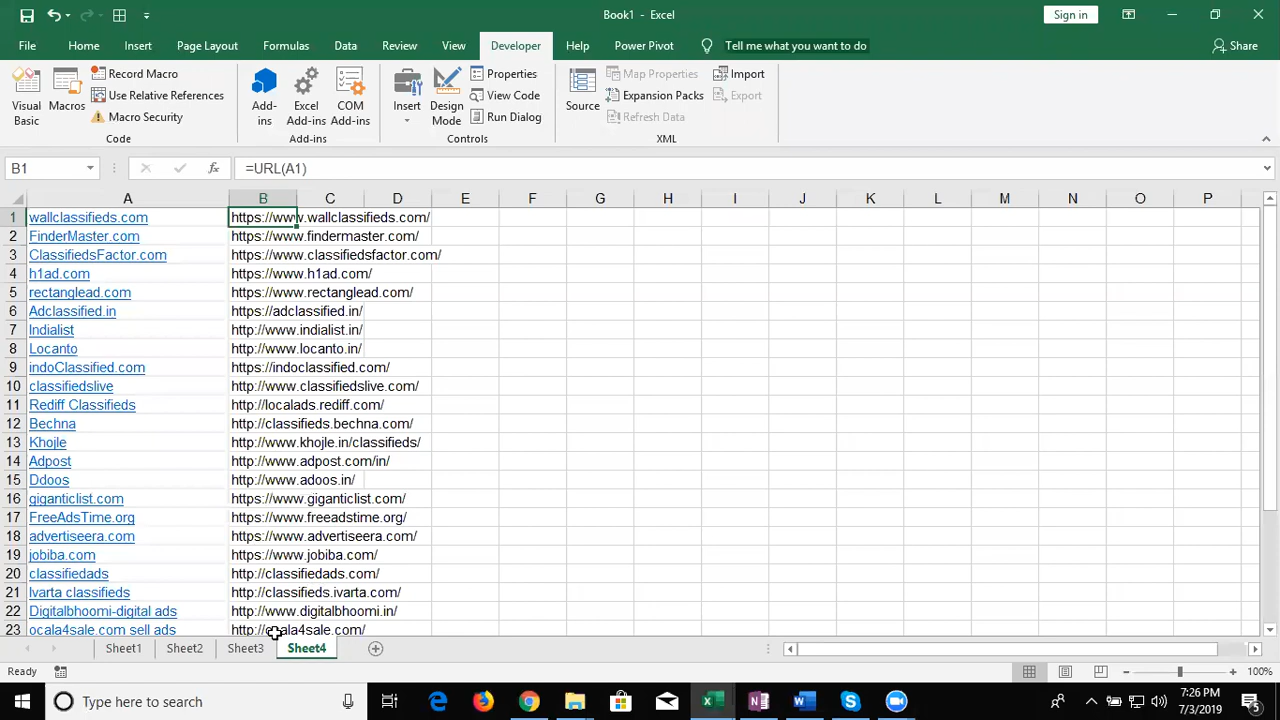 Book1 - Excel
Sign in
File Home Insert Page Layout Formulas Data Review View Developer Help Power Pivot Tell me what you want to do Share
Visual Basic
Macros
Record Macro
Use Relative References
Macro Security
Code
Add-ins
Excel Add-ins
COM Add-ins
Add-ins
Insert
Design Mode
Properties
View Code
Run Dialog
Controls
Source
Map Properties
Expansion Packs
Refresh Data
Import
Export
XML
B1 fx =URL(A1)
A B C D E F G H I J K L M N O P
1 wallclassifieds.com https://www.wallclassifieds.com/
2 FinderMaster.com https://www.findermaster.com/
3 ClassifiedsFactor.com https://www.classifiedsfactor.com/
4 h1ad.com https://www.h1ad.com/
5 rectanglead.com https://www.rectanglead.com/
6 Adclassified.in https://adclassified.in/
7 Indialist http://www.indialist.in/
8 Locanto http://www.locanto.in/
9 indoClassified.com https://indoclassified.com/
10 classifiedslive http://www.classifiedslive.com/
11 Rediff Classifieds http://localads.rediff.com/
12 Bechna http://classifieds.bechna.com/
13 Khojle http://www.khojle.in/classifieds/
14 Adpost http://www.adpost.com/in/
15 Ddoos http://www.adoos.in/
16 giganticlist.com https://www.giganticlist.com/
17 FreeAdsTime.org https://www.freeadstime.org/
18 advertiseera.com https://www.advertiseera.com/
19 jobiba.com https://www.jobiba.com/
20 classifiedads http://classifiedads.com/
21 Ivarta classifieds http://classifieds.ivarta.com/
22 Digitalbhoomi-digital ads http://www.digitalbhoomi.in/
23 ocala4sale.com sell ads http://ocala4sale.com/
Sheet1 Sheet2 Sheet3 Sheet4
Ready 100%
Type here to search
7:26 PM
7/3/2019
5